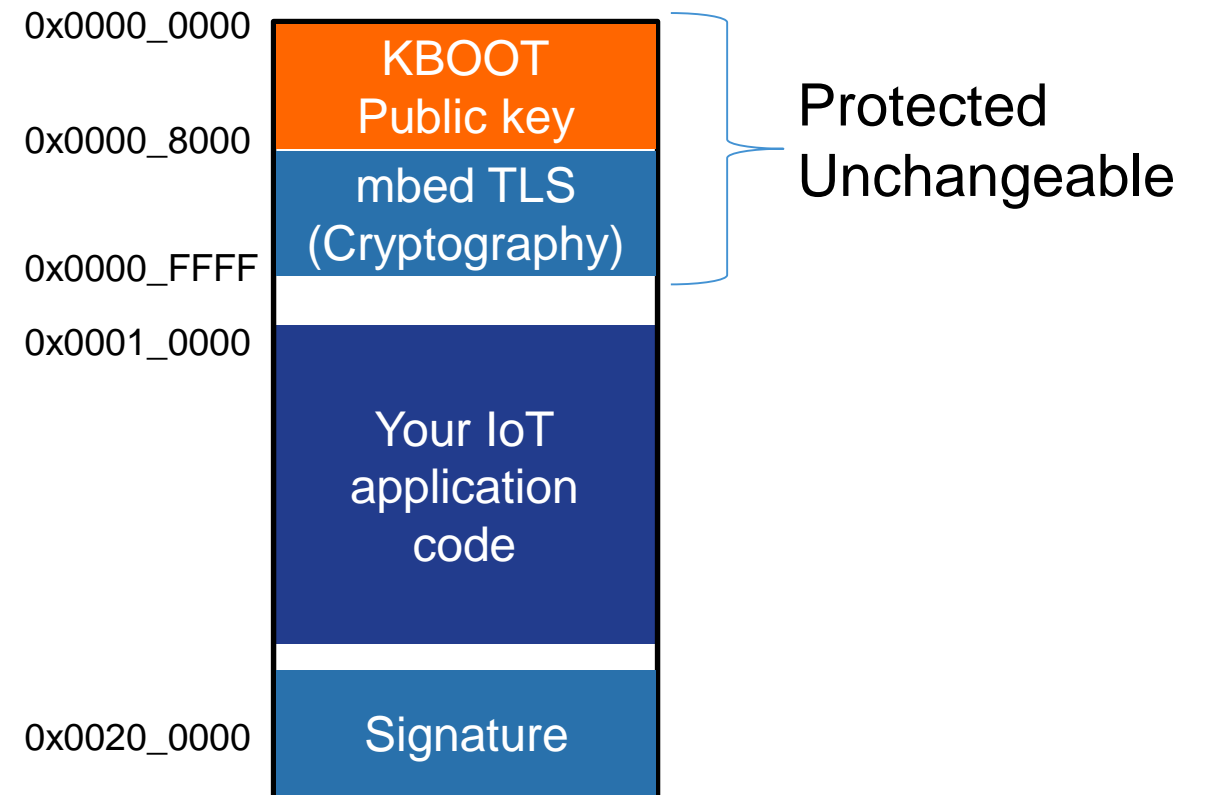 0x0000_0000
KBOOT
Public key
0x0000_8000
mbed TLS
(Cryptography)
0x0000_FFFF
Protected
Unchangeable
0x0001_0000
Your IoT
application
code
0x0020_0000
Signature